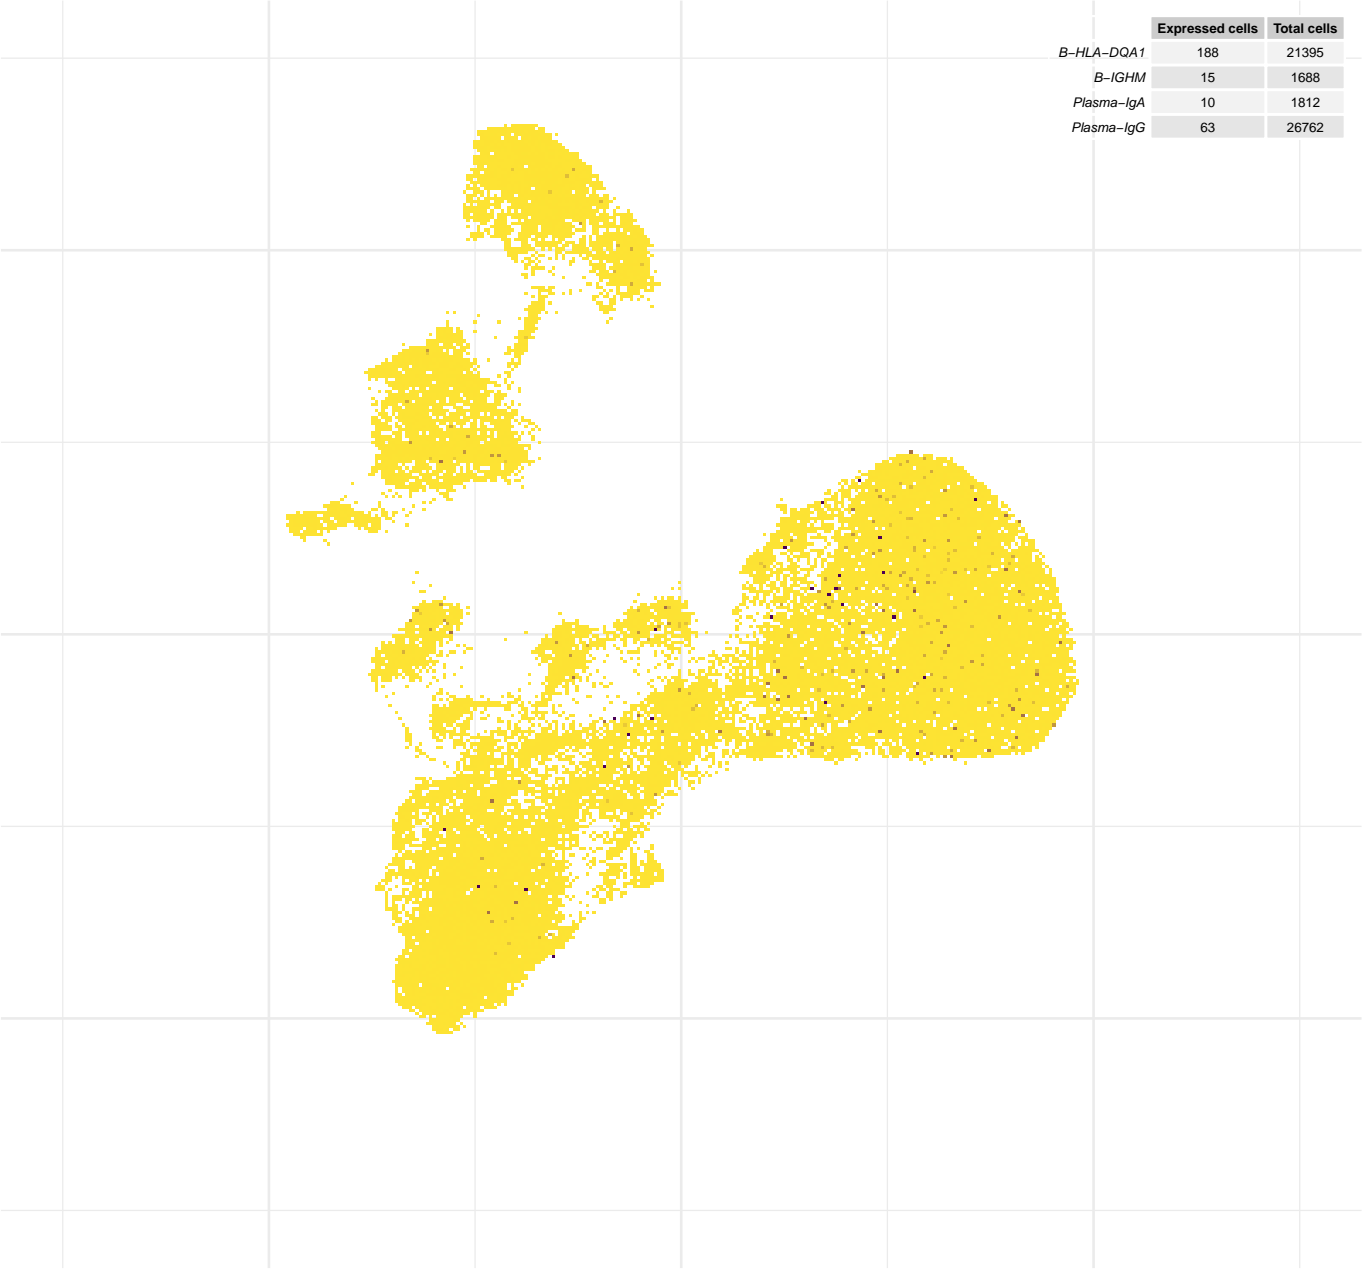 Expressed cells Total cells
B−HLA−DQA1 188 21395
B−IGHM 15 1688
Plasma−IgA 10 1812
Plasma−IgG 63 26762